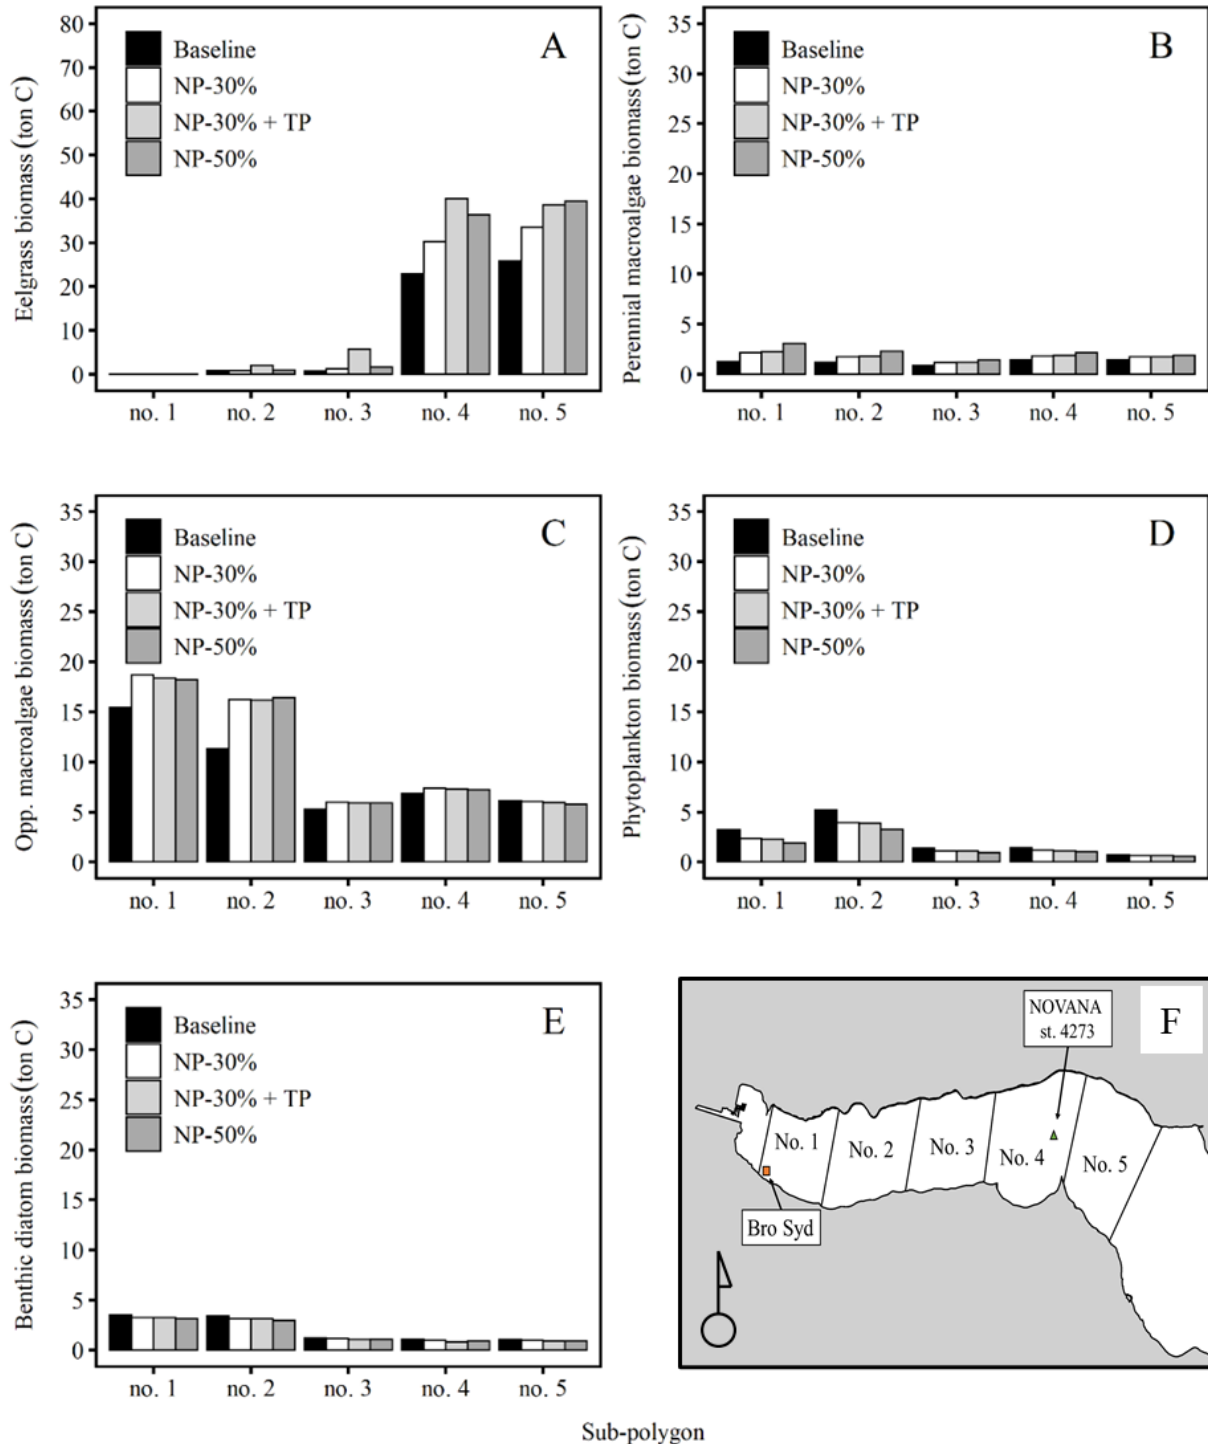 A
Eelgrass biomass (ton C)
80
70
60
50
40
30
20
10
0
Baseline
NP-30%
NP-30% + TP
NP-50%
no. 1 no. 2 no. 3 no. 4 no. 5
B
Perennial macroalgae biomass (ton C)
35
30
25
20
15
10
5
0
Baseline
NP-30%
NP-30% + TP
NP-50%
no. 1 no. 2 no. 3 no. 4 no. 5
C
Opp. macroalgae biomass (ton C)
35
30
25
20
15
10
5
0
Baseline
NP-30%
NP-30% + TP
NP-50%
no. 1 no. 2 no. 3 no. 4 no. 5
D
Phytoplankton biomass (ton C)
35
30
25
20
15
10
5
0
Baseline
NP-30%
NP-30% + TP
NP-50%
no. 1 no. 2 no. 3 no. 4 no. 5
E
Benthic diatom biomass (ton C)
35
30
25
20
15
10
5
0
Baseline
NP-30%
NP-30% + TP
NP-50%
no. 1 no. 2 no. 3 no. 4 no. 5
F
NOVANA
st. 4273
No. 1
No. 2
No. 3
No. 4
No. 5
Bro Syd
Sub-polygon